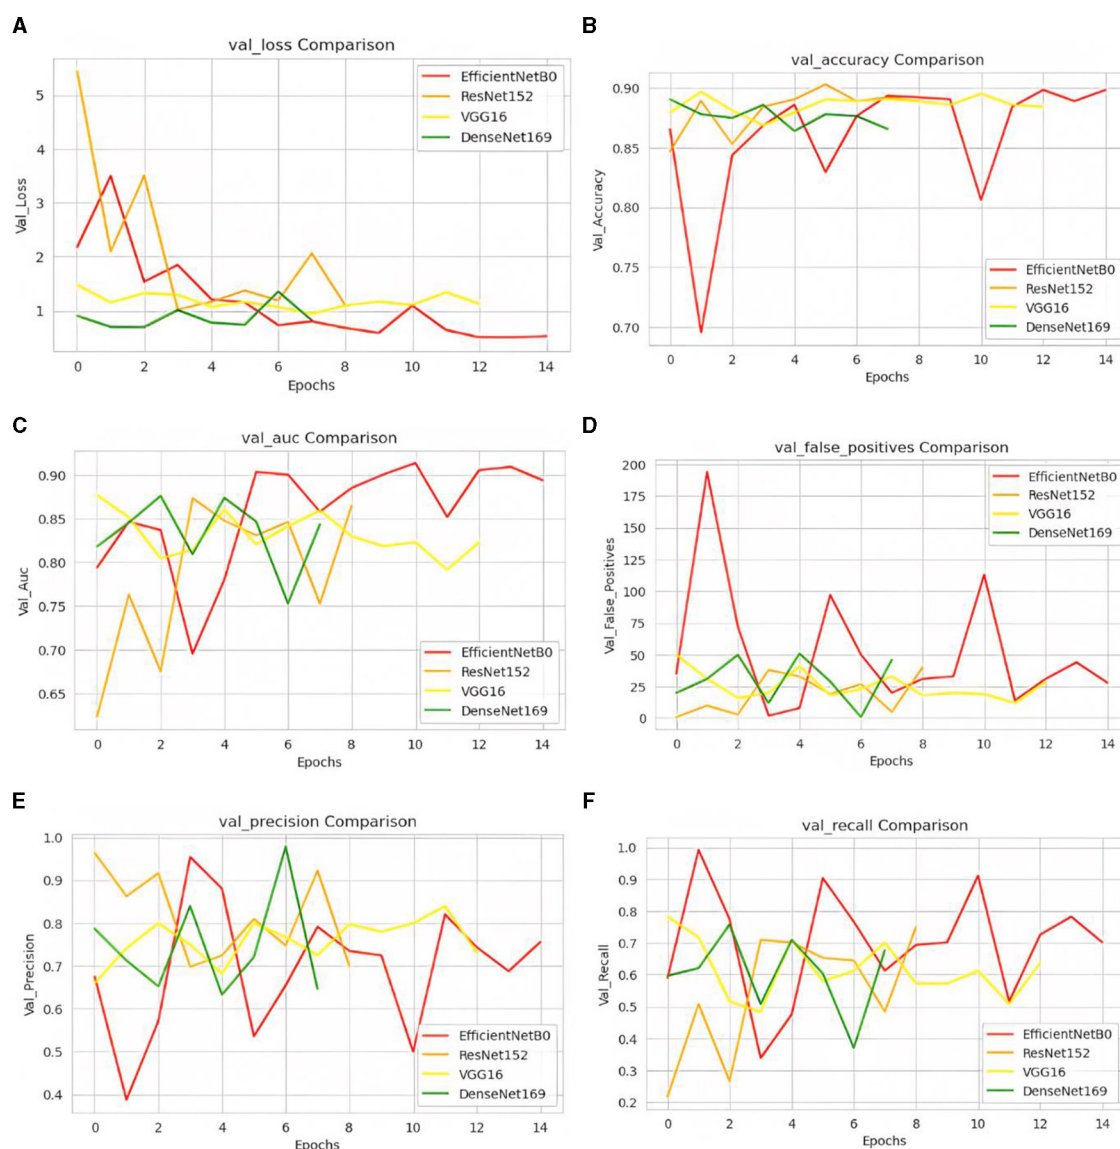 A
val_loss Comparison
Val_Loss
5
4
3
2
1
0 2 4 6 8 10 12 14
Epochs
EfficientNetB0
ResNet152
VGG16
DenseNet169
B
val_accuracy Comparison
Val_Accuracy
0.90
0.85
0.80
0.75
0.70
0 2 4 6 8 10 12 14
Epochs
EfficientNetB0
ResNet152
VGG16
DenseNet169
C
val_auc Comparison
Val_Auc
0.90
0.85
0.80
0.75
0.70
0.65
0 2 4 6 8 10 12 14
Epochs
EfficientNetB0
ResNet152
VGG16
DenseNet169
D
val_false_positives Comparison
Val_False_Positives
200
175
150
125
100
75
50
25
0
0 2 4 6 8 10 12 14
Epochs
EfficientNetB0
ResNet152
VGG16
DenseNet169
E
val_precision Comparison
Val_Precision
1.0
0.9
0.8
0.7
0.6
0.5
0.4
0 2 4 6 8 10 12 14
Epochs
EfficientNetB0
ResNet152
VGG16
DenseNet169
F
val_recall Comparison
Val_Recall
1.0
0.9
0.8
0.7
0.6
0.5
0.4
0.3
0.2
0 2 4 6 8 10 12 14
Epochs
EfficientNetB0
ResNet152
VGG16
DenseNet169